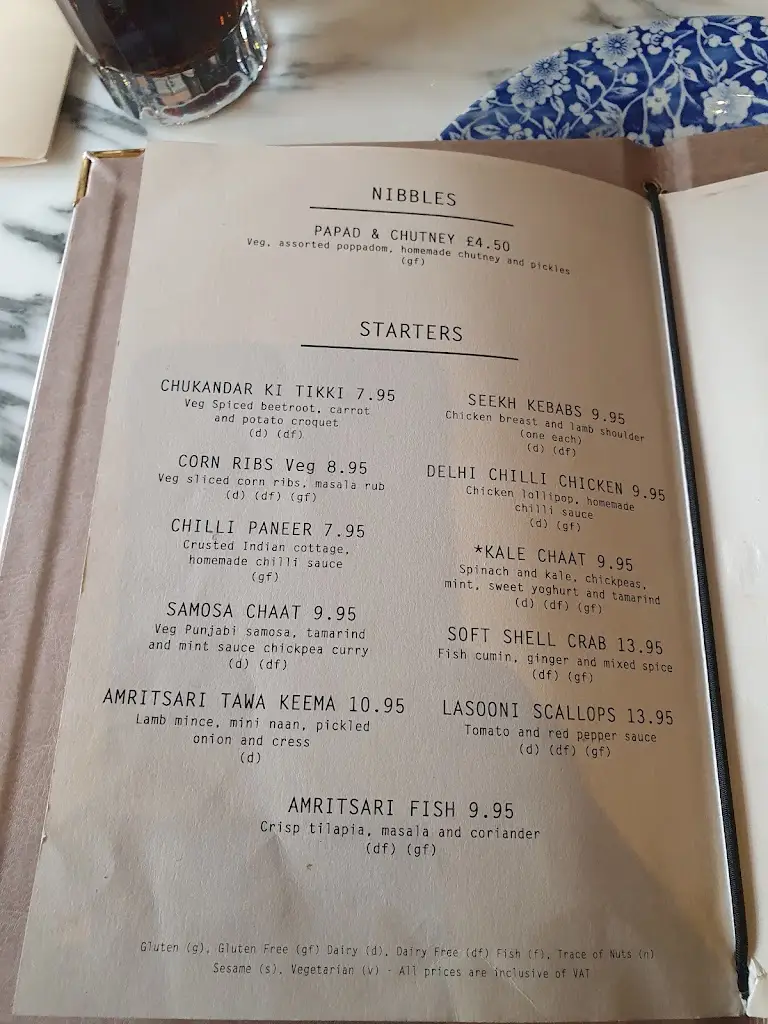 NIBBLES
PAPAD & CHUTNEY £4.50
Veg, assorted poppadom, homemade chutney and pickles
(gf)
STARTERS
CHUKANDAR KI TIKKI 7.95
Veg Spiced beetroot, carrot
and potato croquet
(d) (df)
CORN RIBS Veg 8.95
Veg sliced corn ribs, masala rub
(d) (df) (gf)
CHILLI PANEER 7.95
Crusted Indian cottage,
homemade chilli sauce
(gf)
SAMOSA CHAAT 9.95
Veg Punjabi samosa, tamarind
and mint sauce chickpea curry
(d) (df)
AMRITSARI TAWA KEEMA 10.95
Lamb mince, mini naan, pickled
onion and cress
(d)
SEEKH KEBABS 9.95
Chicken breast and lamb shoulder
(one each)
(d) (df)
DELHI CHILLI CHICKEN 9.95
Chicken lollipop, homemade
chilli sauce
(d) (gf)
*KALE CHAAT 9.95
Spinach and kale, chickpeas,
mint, sweet yoghurt and tamarind
(d) (df) (gf)
SOFT SHELL CRAB 13.95
Fish cumin, ginger and mixed spice
(df) (gf)
LASOONI SCALLOPS 13.95
Tomato and red pepper sauce
(d) (df) (gf)
AMRITSARI FISH 9.95
Crisp tilapia, masala and coriander
(df) (gf)
Gluten (g), Gluten Free (gf) Dairy (d), Dairy Free (df) Fish (f), Trace of Nuts (n)
Sesame (s), Vegetarian (v) - All prices are inclusive of VAT